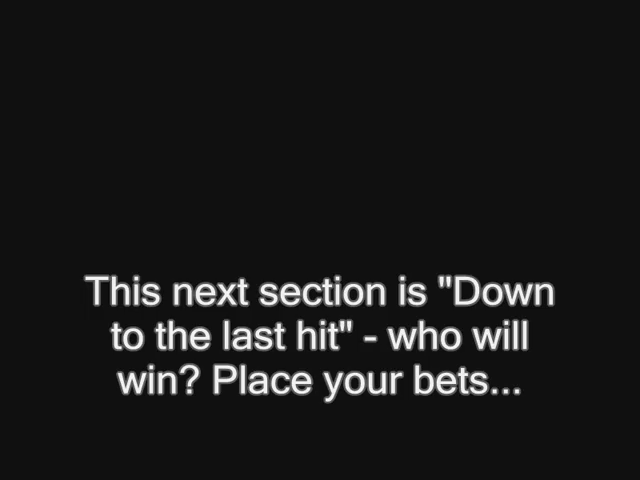 This next section is "Down
to the last hit" - who will
win? Place your bets...